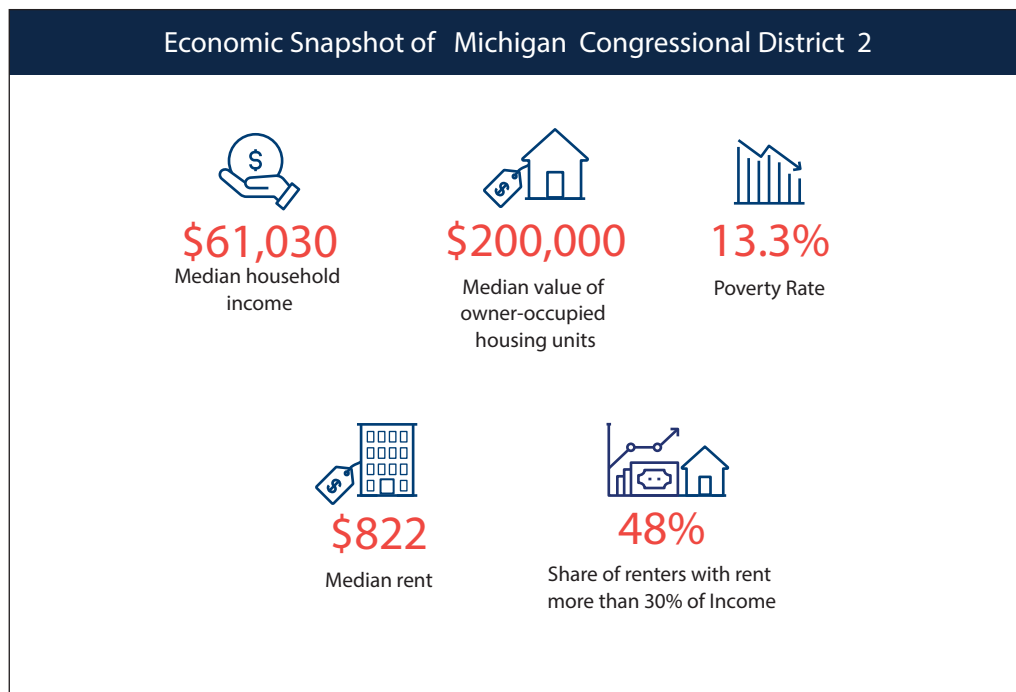 Economic Snapshot of Michigan Congressional District 2
$
$
$61,030
Median household
income
$200,000
Median value of
owner-occupied
housing units
13.3%
Poverty Rate
$
$822
Median rent
48%
Share of renters with rent
more than 30% of Income